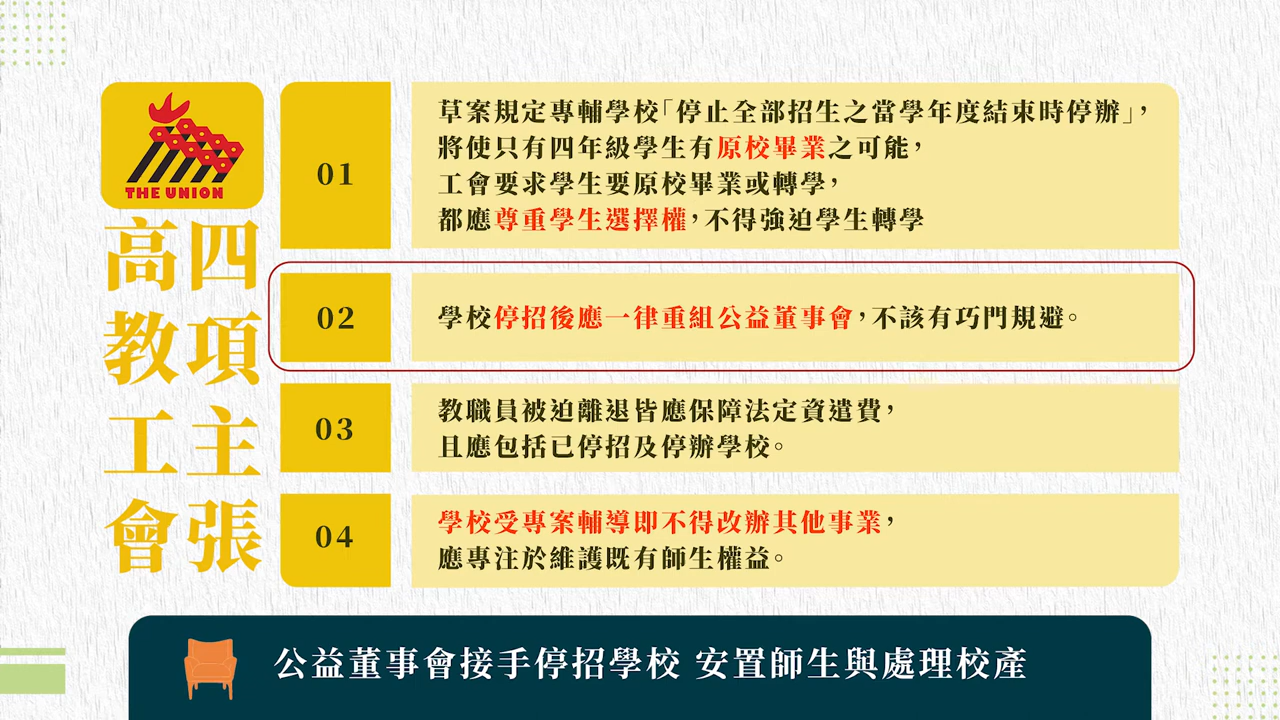 THE UNION
高教工會
四項主張
01
草案規定專輔學校「停止全部招生之當學年度結束時停辦」，
將使只有四年級學生有原校畢業之可能，
工會要求學生要原校畢業或轉學，
都應尊重學生選擇權，不得強迫學生轉學
02
學校停招後應一律重組公益董事會，不該有巧門規避。
03
教職員被迫離退皆應保障法定資遣費，
且應包括已停招及停辦學校。
04
學校受專案輔導即不得改辦其他事業，
應專注於維護既有師生權益。
公益董事會接手停招學校 安置師生與處理校產